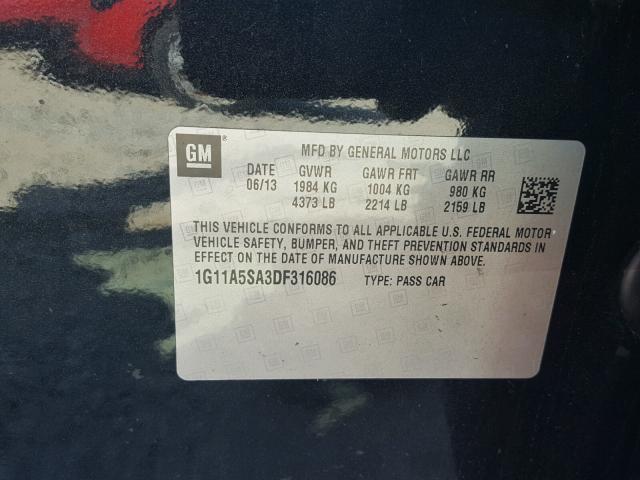 GM ® MFD BY GENERAL MOTORS LLC
DATE GVWR GAWR FRT GAWR RR
06/13 1984 KG 1004 KG 980 KG
4373 LB 2214 LB 2159 LB
THIS VEHICLE CONFORMS TO ALL APPLICABLE U.S. FEDERAL MOTOR
VEHICLE SAFETY, BUMPER, AND THEFT PREVENTION STANDARDS IN
EFFECT ON THE DATE OF MANUFACTURE SHOWN ABOVE.
1G11A5SA3DF316086 TYPE: PASS CAR